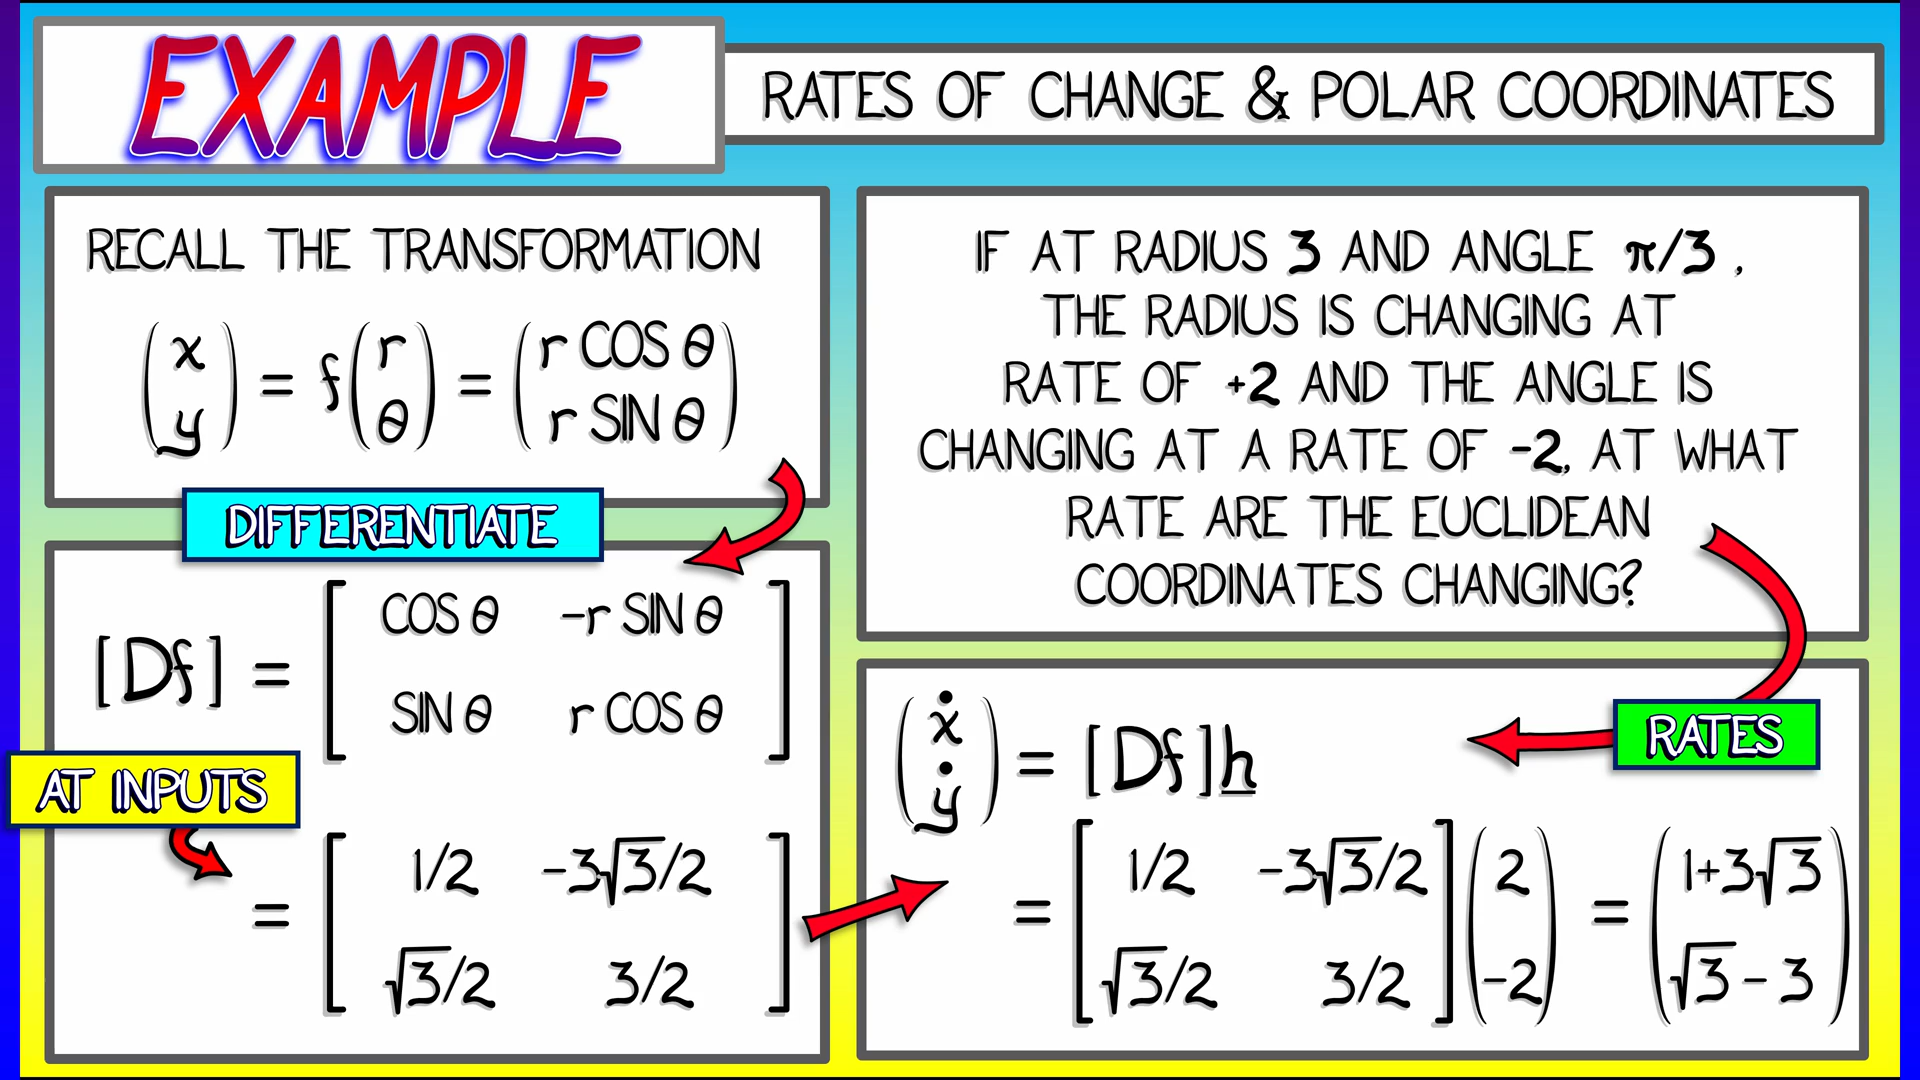 EXAMPLE
RATES OF CHANGE & POLAR COORDINATES
RECALL THE TRANSFORMATION
(x y) = f(r θ) = (r COS θ r SIN θ)
DIFFERENTIATE
[Df] = [COS θ -r SIN θ
SIN θ r COS θ]
AT INPUTS
= [1/2 -3√3/2
√3/2 3/2]
IF AT RADIUS 3 AND ANGLE π/3 ,
THE RADIUS IS CHANGING AT
RATE OF +2 AND THE ANGLE IS
CHANGING AT A RATE OF -2, AT WHAT
RATE ARE THE EUCLIDEAN
COORDINATES CHANGING?
RATES
(ẋ ẏ) = [Df]h
= [1/2 -3√3/2 (2 = (1+3√3
√3/2 3/2] -2) √3 - 3)